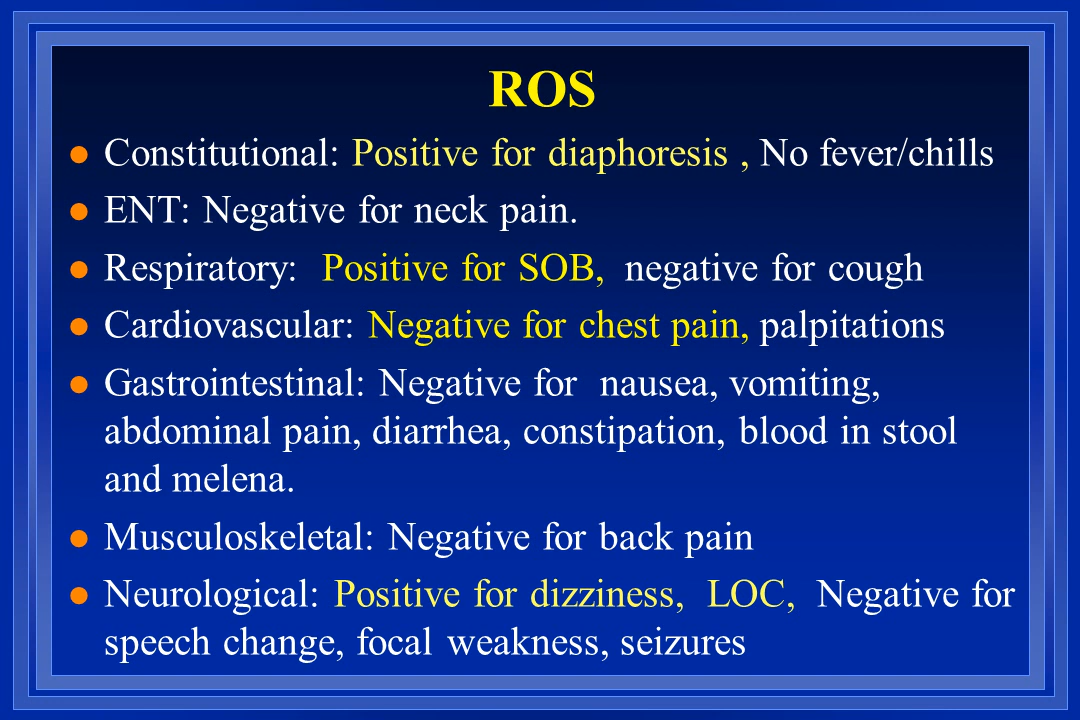 ROS
● Constitutional: Positive for diaphoresis , No fever/chills
● ENT: Negative for neck pain.
● Respiratory: Positive for SOB, negative for cough
● Cardiovascular: Negative for chest pain, palpitations
● Gastrointestinal: Negative for nausea, vomiting,
abdominal pain, diarrhea, constipation, blood in stool
and melena.
● Musculoskeletal: Negative for back pain
● Neurological: Positive for dizziness, LOC, Negative for
speech change, focal weakness, seizures